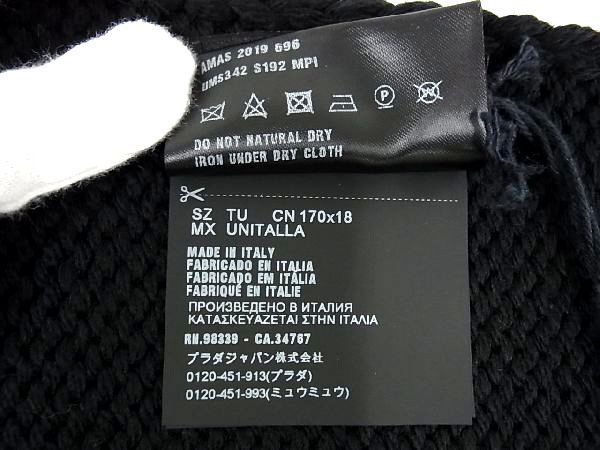 AMAS 2019 696
UMS342 S192 MPI
P
DO NOT NATURAL DRY
IRON UNDER DRY CLOTH
SZ TU CN 170x18
MX UNITALLA
MADE IN ITALY
FABRICADO EN ITALIA
FABRICADO EM ITÁLIA
FABRIQUÉ EN ITALIE
ПРОИЗВЕДЕНО В ИТАЛИЯ
ΚΑΤΑΣΚΕΥΑΖΕΤΑΙ ΣΤΗΝ ΙΤΑΛΙΑ
RN.98339 - CA.34767
プラダジャパン株式会社
0120-451-913(プラダ)
0120-451-993(ミュウミュウ)